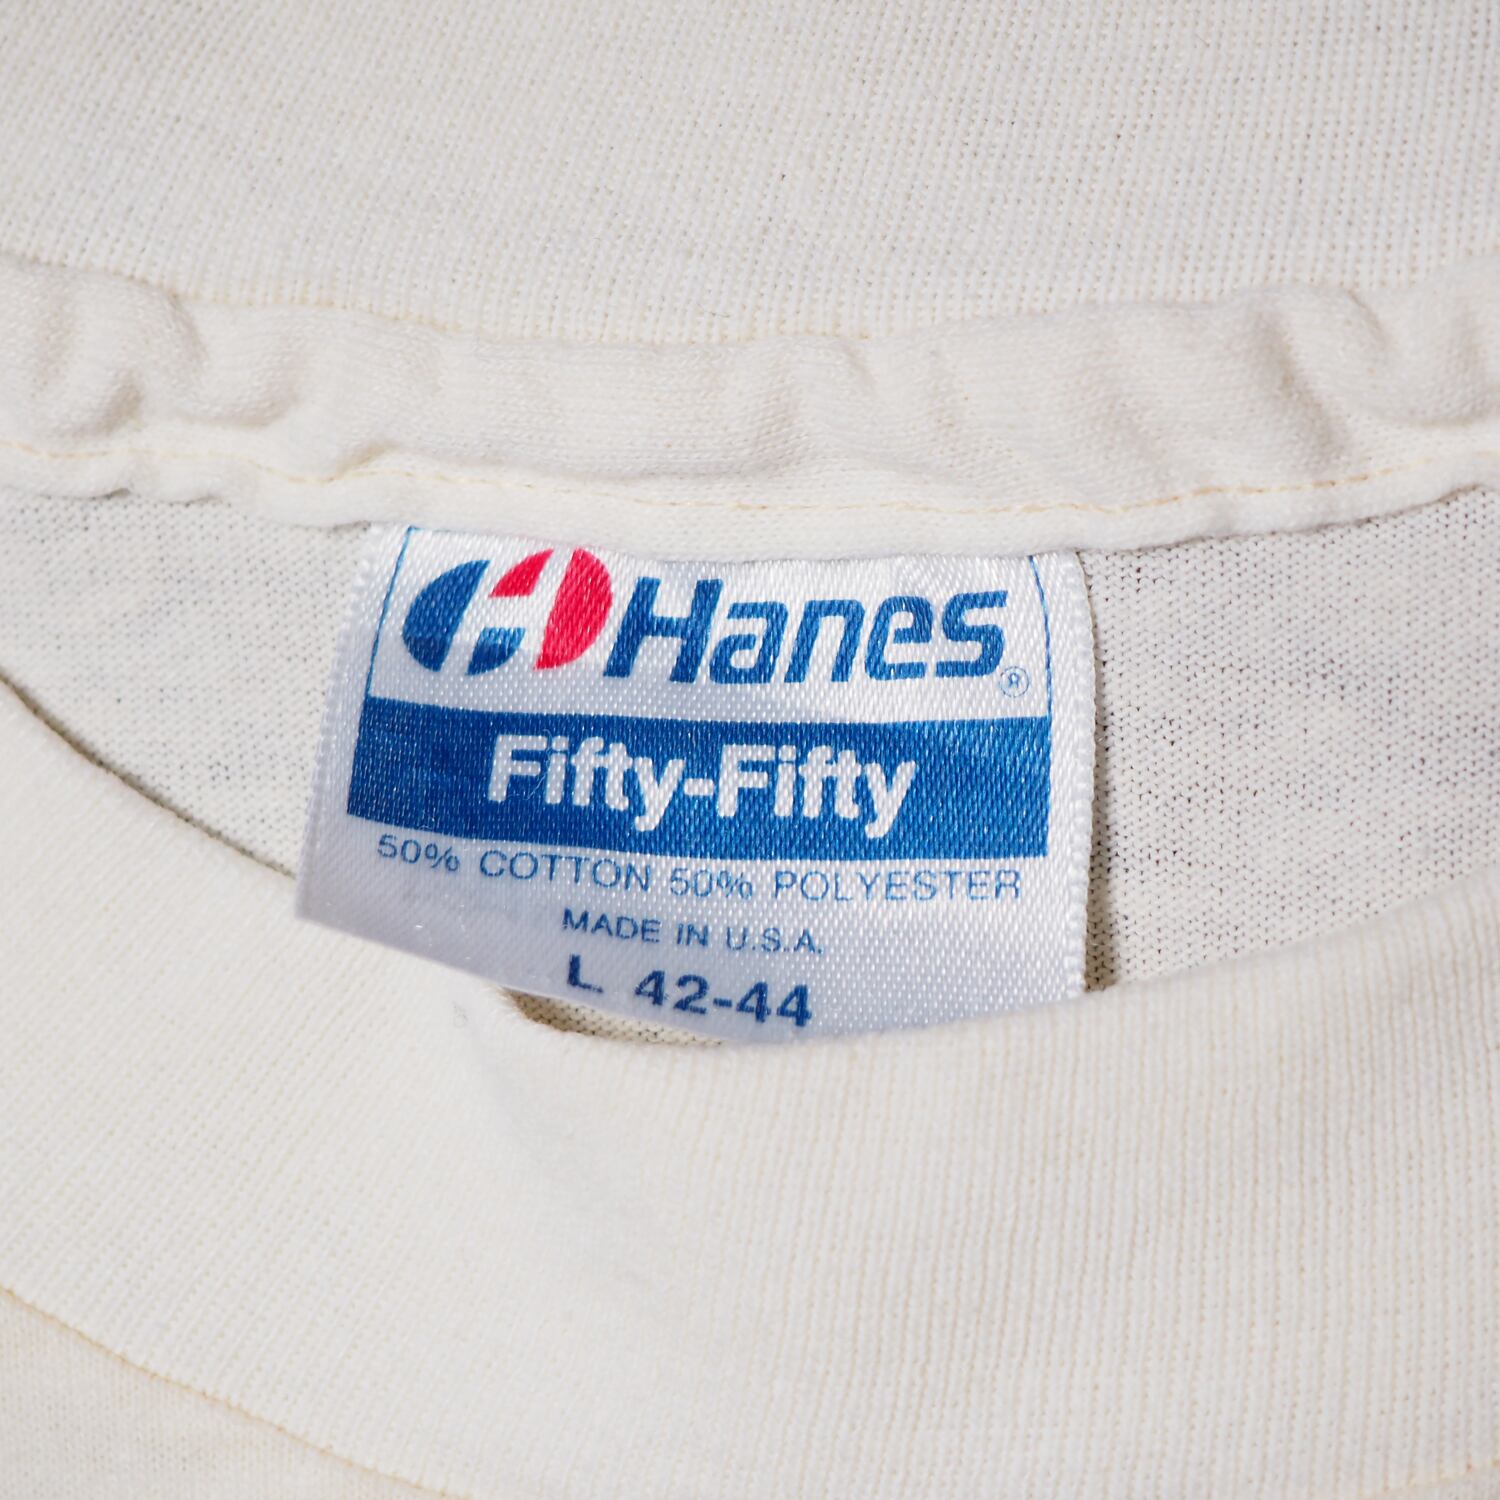 Hanes®
Fifty-Fifty
50% COTTON 50% POLYESTER
MADE IN U.S.A.
L 42-44